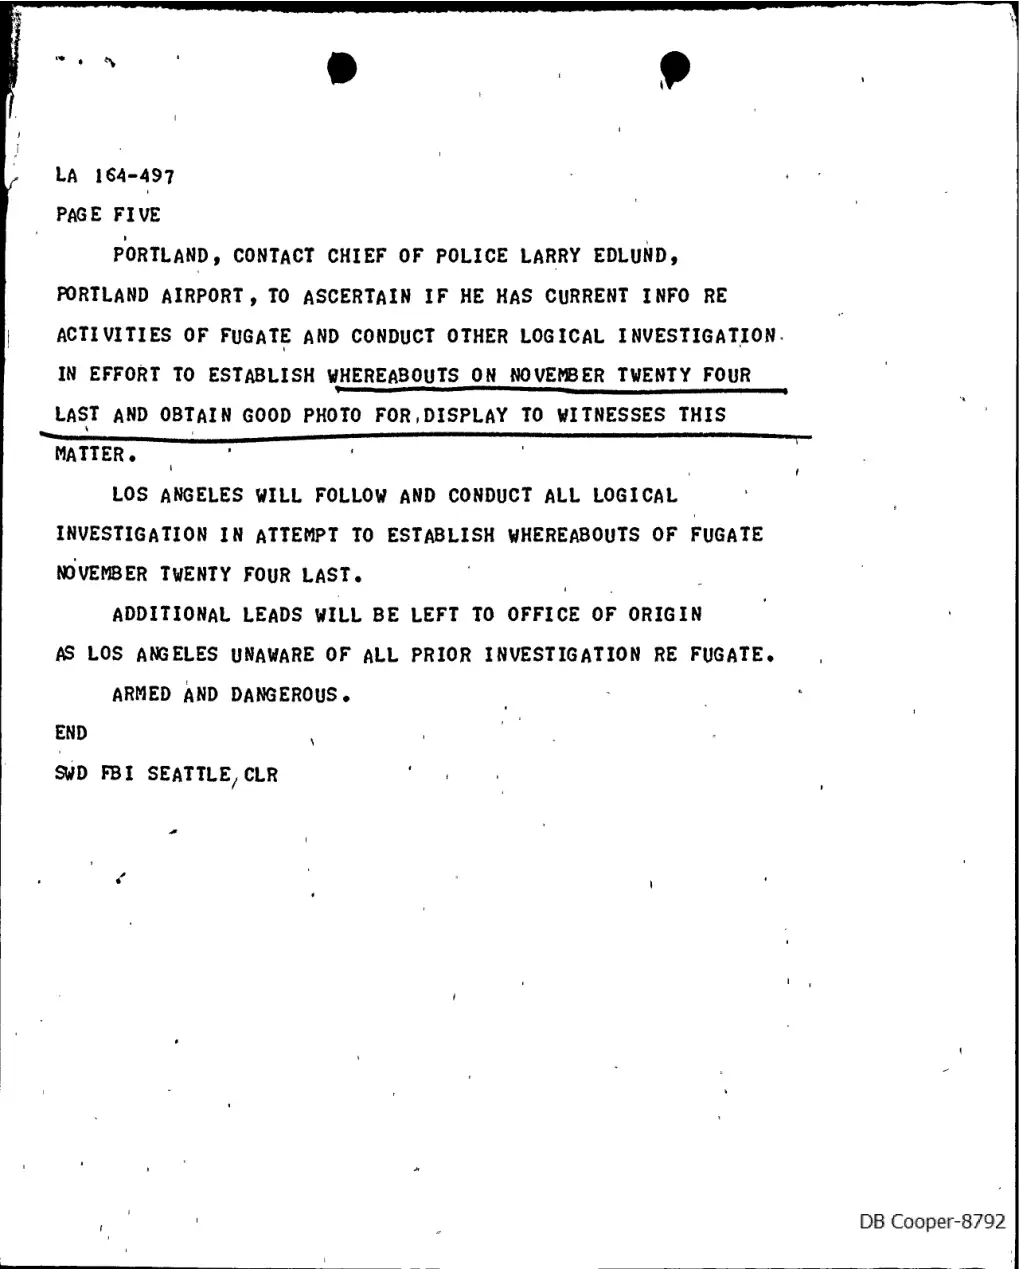 LA 164-497
PAGE FIVE
PORTLAND, CONTACT CHIEF OF POLICE LARRY EDLUND,
PORTLAND AIRPORT, TO ASCERTAIN IF HE HAS CURRENT INFO RE
ACTIVITIES OF FUGATE AND CONDUCT OTHER LOGICAL INVESTIGATION
IN EFFORT TO ESTABLISH WHEREABOUTS ON NOVEMBER TWENTY FOUR
LAST AND OBTAIN GOOD PHOTO FOR DISPLAY TO WITNESSES THIS
MATTER.
LOS ANGELES WILL FOLLOW AND CONDUCT ALL LOGICAL
INVESTIGATION IN ATTEMPT TO ESTABLISH WHEREABOUTS OF FUGATE
NOVEMBER TWENTY FOUR LAST.
ADDITIONAL LEADS WILL BE LEFT TO OFFICE OF ORIGIN
AS LOS ANGELES UNAWARE OF ALL PRIOR INVESTIGATION RE FUGATE.
ARMED AND DANGEROUS.
END
SWD FBI SEATTLE, CLR
DB Cooper-8792